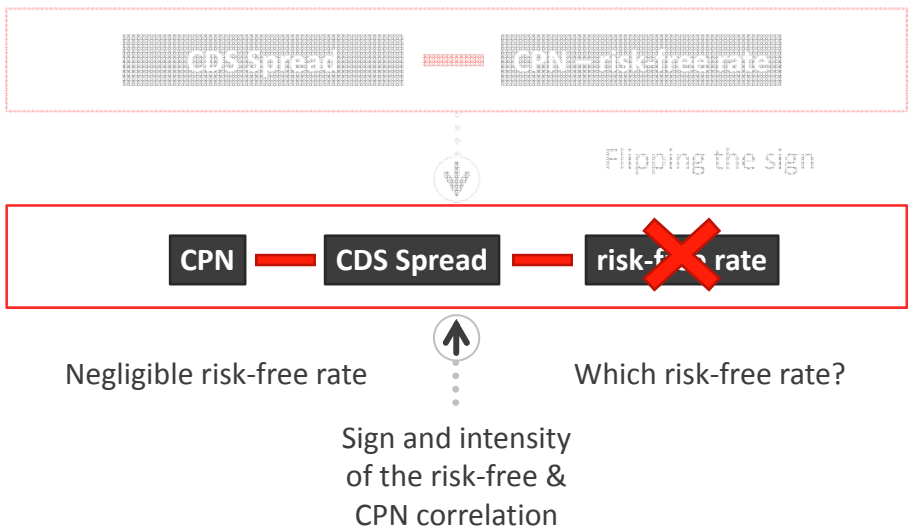 CDS Spread — CPN – risk-free rate
Flipping the sign
CPN — CDS Spread — risk-free rate
Negligible risk-free rate
Which risk-free rate?
Sign and intensity
of the risk-free &
CPN correlation